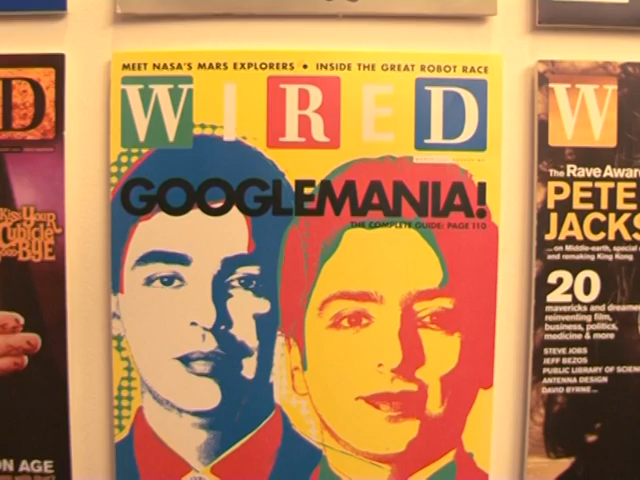 MEET NASA'S MARS EXPLORERS • INSIDE THE GREAT ROBOT RACE
WIRED
GOOGLEMANIA!
THE COMPLETE GUIDE: PAGE 110
D
KISS YOUR
CUBICLE
GOOD BYE
ON AGE
W
The Rave Awar
PETE
JACKS
... on Middle-earth, special
and remaking King Kong
20
mavericks and dreame
reinventing film,
business, politics,
medicine & more
STEVE JOBS
JEFF BEZOS
PUBLIC LIBRARY OF SCIEN
ANTENNA DESIGN
DAVID BYRNE ...